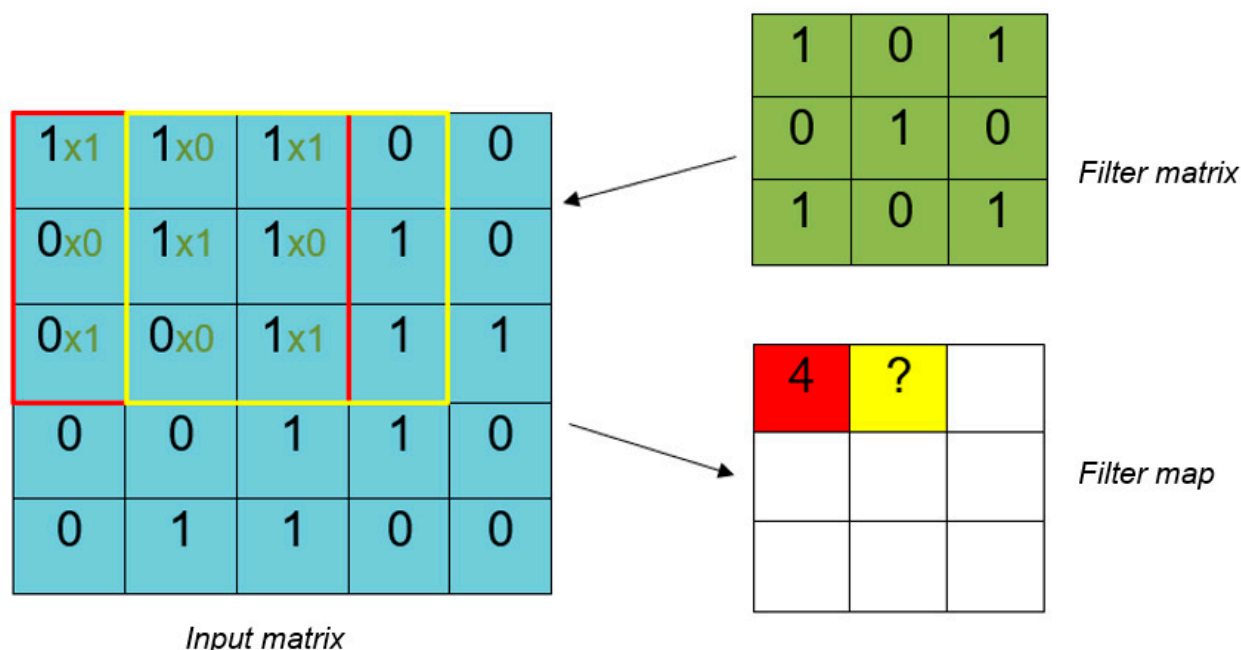 1 0 1
0 1 0
1 0 1
Filter matrix
1x1 1x0 1x1 0 0
0x0 1x1 1x0 1 0
0x1 0x0 1x1 1 1
0 0 1 1 0
0 1 1 0 0
Input matrix
4 ?
Filter map